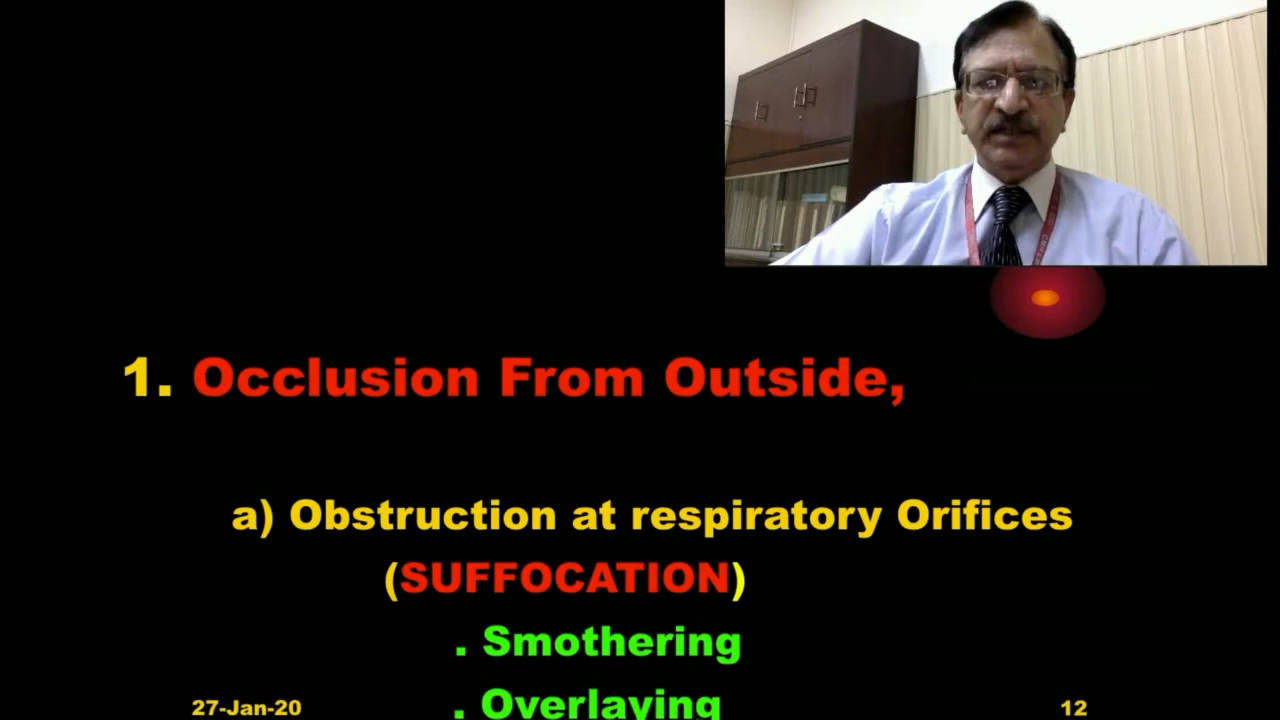 1. Occlusion From Outside,
a) Obstruction at respiratory Orifices
(SUFFOCATION)
. Smothering
. Overlaying
27-Jan-20
12